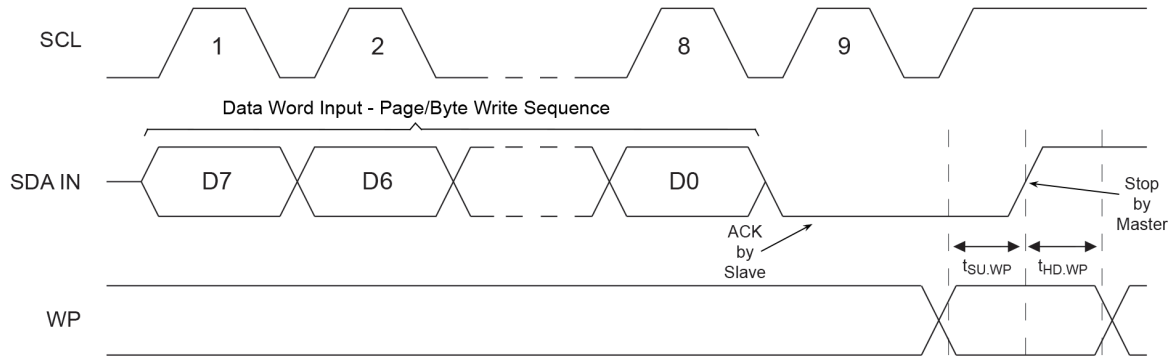 SCL
1
2
8
9
Data Word Input - Page/Byte Write Sequence
SDA IN
D7
D6
D0
Stop
by
Master
ACK
by
Slave
tSU.WP
tHD.WP
WP